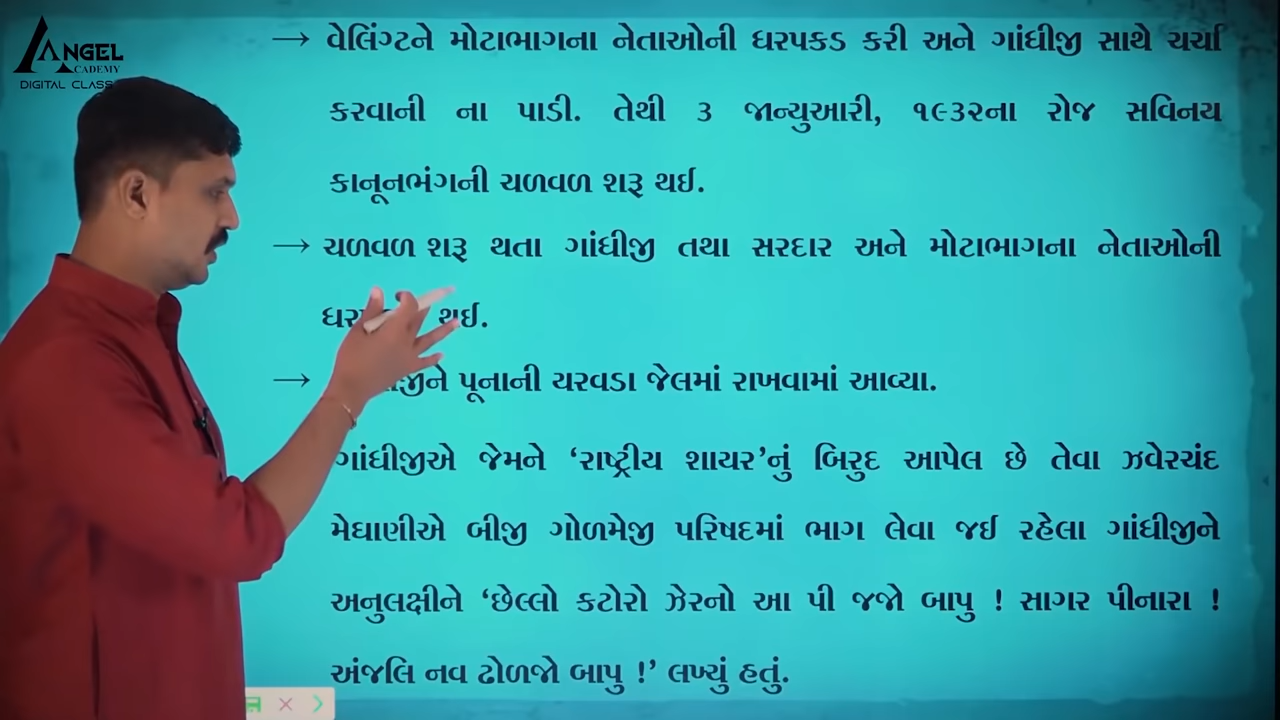 ANGEL
ACADEMY
DIGITAL CLASS
→ વેલિંગ્ટને મોટાભાગના નેતાઓની ધરપકડ કરી અને ગાંધીજી સાથે ચર્ચા
કરવાની ના પાડી. તેથી ૩ જાન્યુઆરી, ૧૯૩૨ના રોજ સવિનય
કાનૂનભંગની ચળવળ શરૂ થઈ.
→ ચળવળ શરૂ થતા ગાંધીજી તથા સરદાર અને મોટાભાગના નેતાઓની
થઈ.
→ પૂનાની યરવડા જેલમાં રાખવામાં આવ્યા.
ગાંધીજીએ જેમને ‘રાષ્ટ્રીય શાયર’નું બિરુદ આપેલ છે તેવા ઝવેરચંદ
મેઘાણીએ બીજી ગોળમેજી પરિષદમાં ભાગ લેવા જઈ રહેલા ગાંધીજીને
અનુલક્ષીને ‘છેલ્લો કટોરો ઝેરનો આ પી જજો બાપુ ! સાગર પીનારા !
અંજલિ નવ ઢોળજો બાપુ !’ લખ્યું હતું.